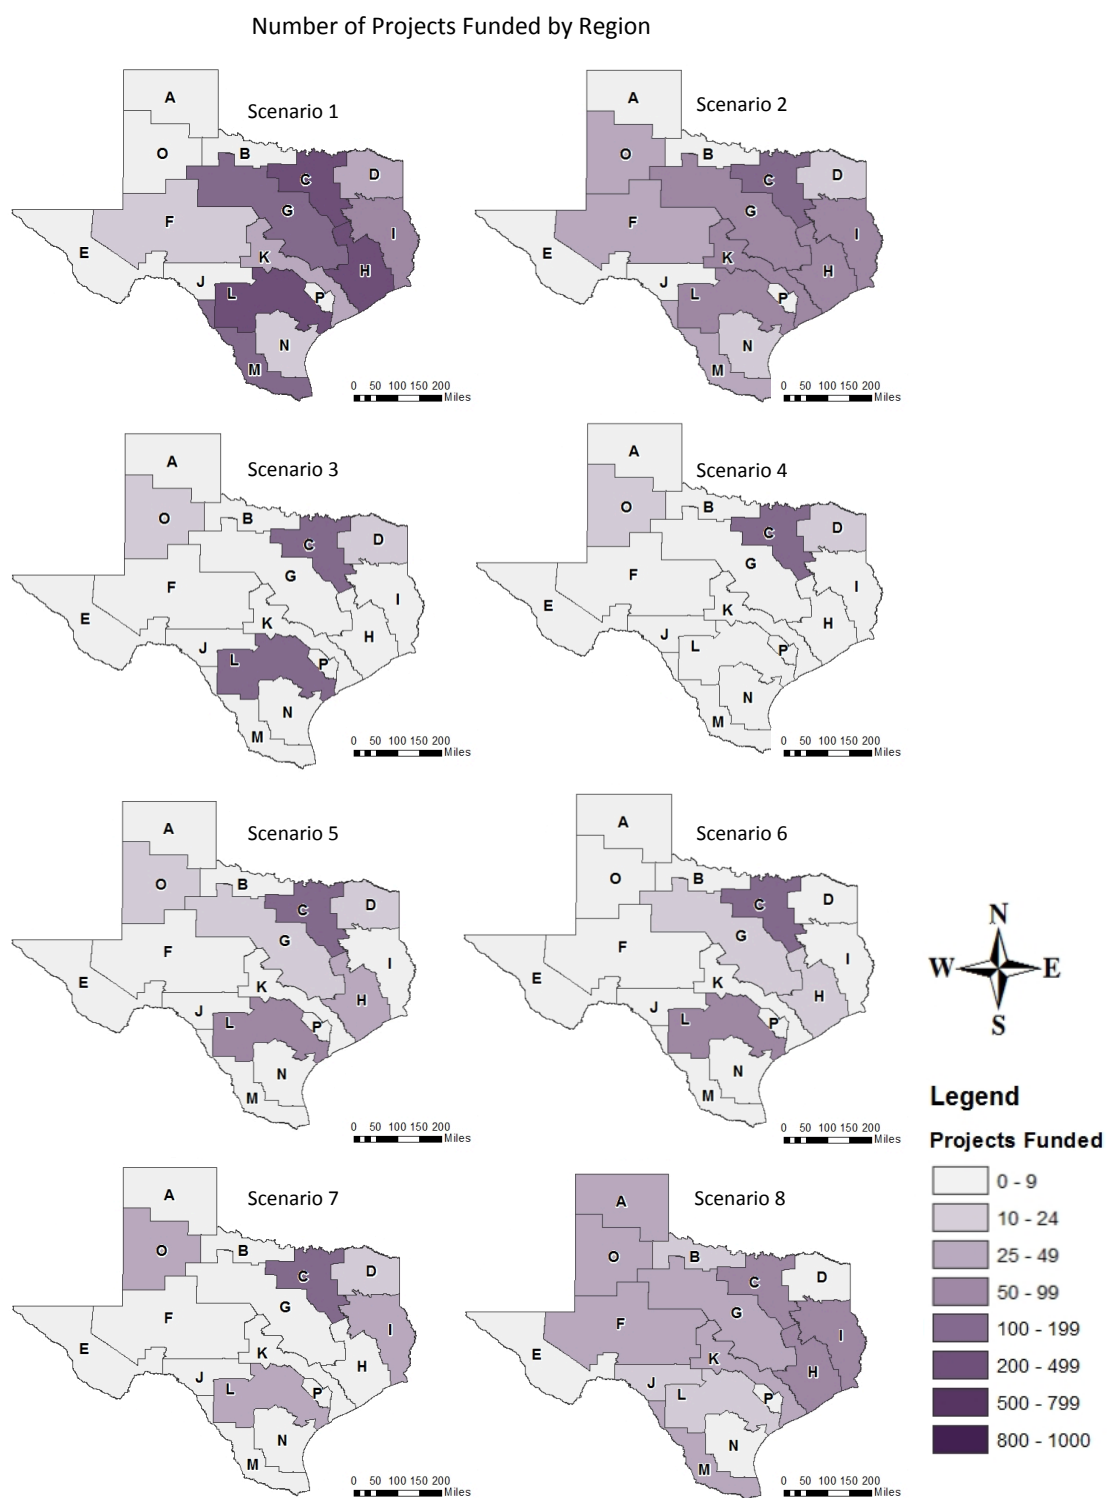 Number of Projects Funded by Region
Scenario 1
A
O
B
C
D
F
G
I
E
K
J
H
L
P
N
M
0 50 100 150 200
Miles
Scenario 2
A
O
B
C
D
F
G
I
E
K
J
H
L
P
N
M
0 50 100 150 200
Miles
Scenario 3
A
O
B
C
D
F
G
I
E
K
J
H
L
P
N
M
0 50 100 150 200
Miles
Scenario 4
A
O
B
C
D
F
G
I
E
K
J
H
L
P
N
M
0 50 100 150 200
Miles
Scenario 5
A
O
B
C
D
F
G
I
E
K
J
H
L
P
N
M
0 50 100 150 200
Miles
Scenario 6
A
O
B
C
D
F
G
I
E
K
J
H
L
P
N
M
0 50 100 150 200
Miles
Scenario 7
A
O
B
C
D
F
G
I
E
K
J
H
L
P
N
M
0 50 100 150 200
Miles
Scenario 8
A
O
B
C
D
F
G
I
E
K
J
H
L
P
N
M
0 50 100 150 200
Miles
N
W E
S
Legend
Projects Funded
0 - 9
10 - 24
25 - 49
50 - 99
100 - 199
200 - 499
500 - 799
800 - 1000